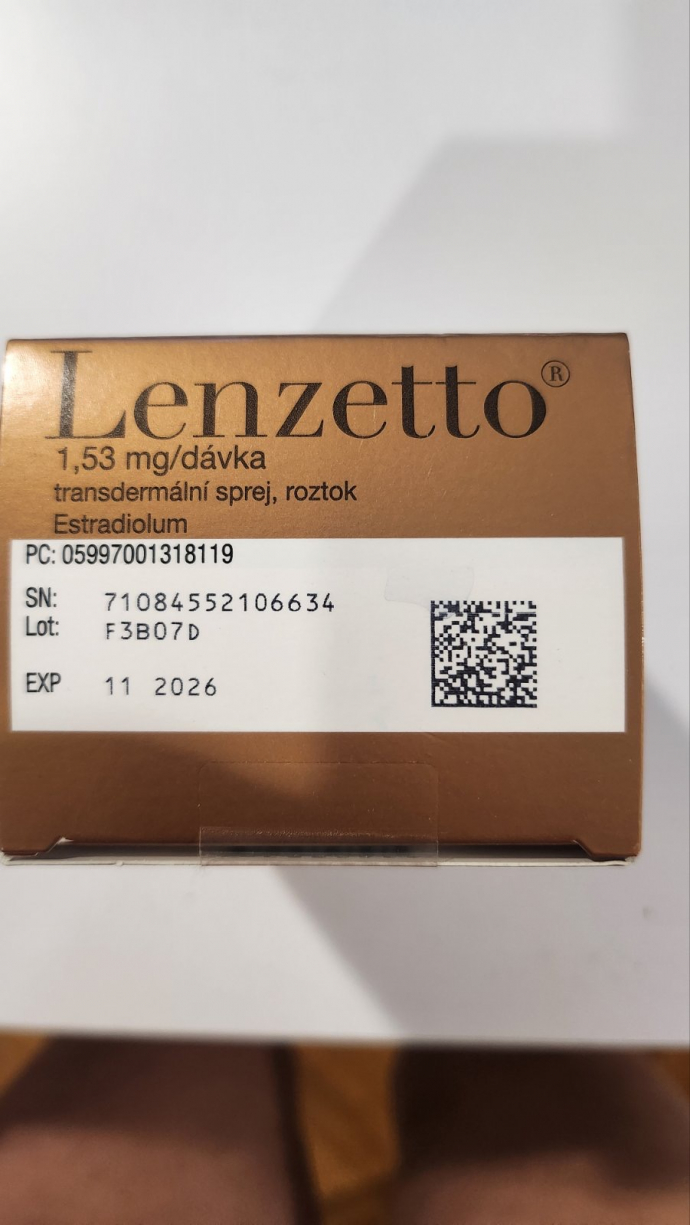 Lenzetto®
1,53 mg/dávka
transdermální sprej, roztok
Estradiolum
PC: 05997001318119
SN: 71084552106634
Lot: F3B07D
EXP 11 2026